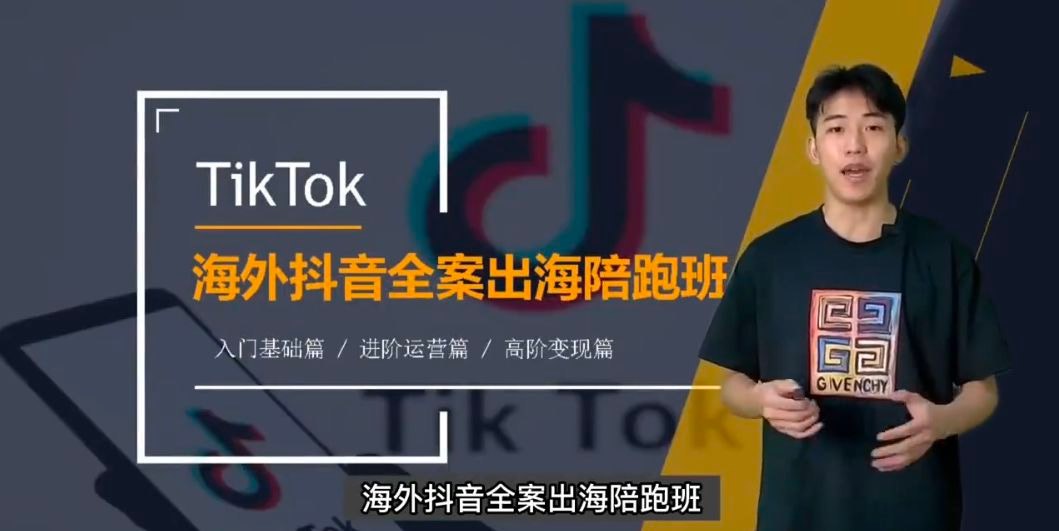 TikTok
海外抖音全案出海陪跑班
入门基础篇 / 进阶运营篇 / 高阶变现篇
GIVENCHY
Tik Tok
TikTok
海外抖音全案出海陪跑班